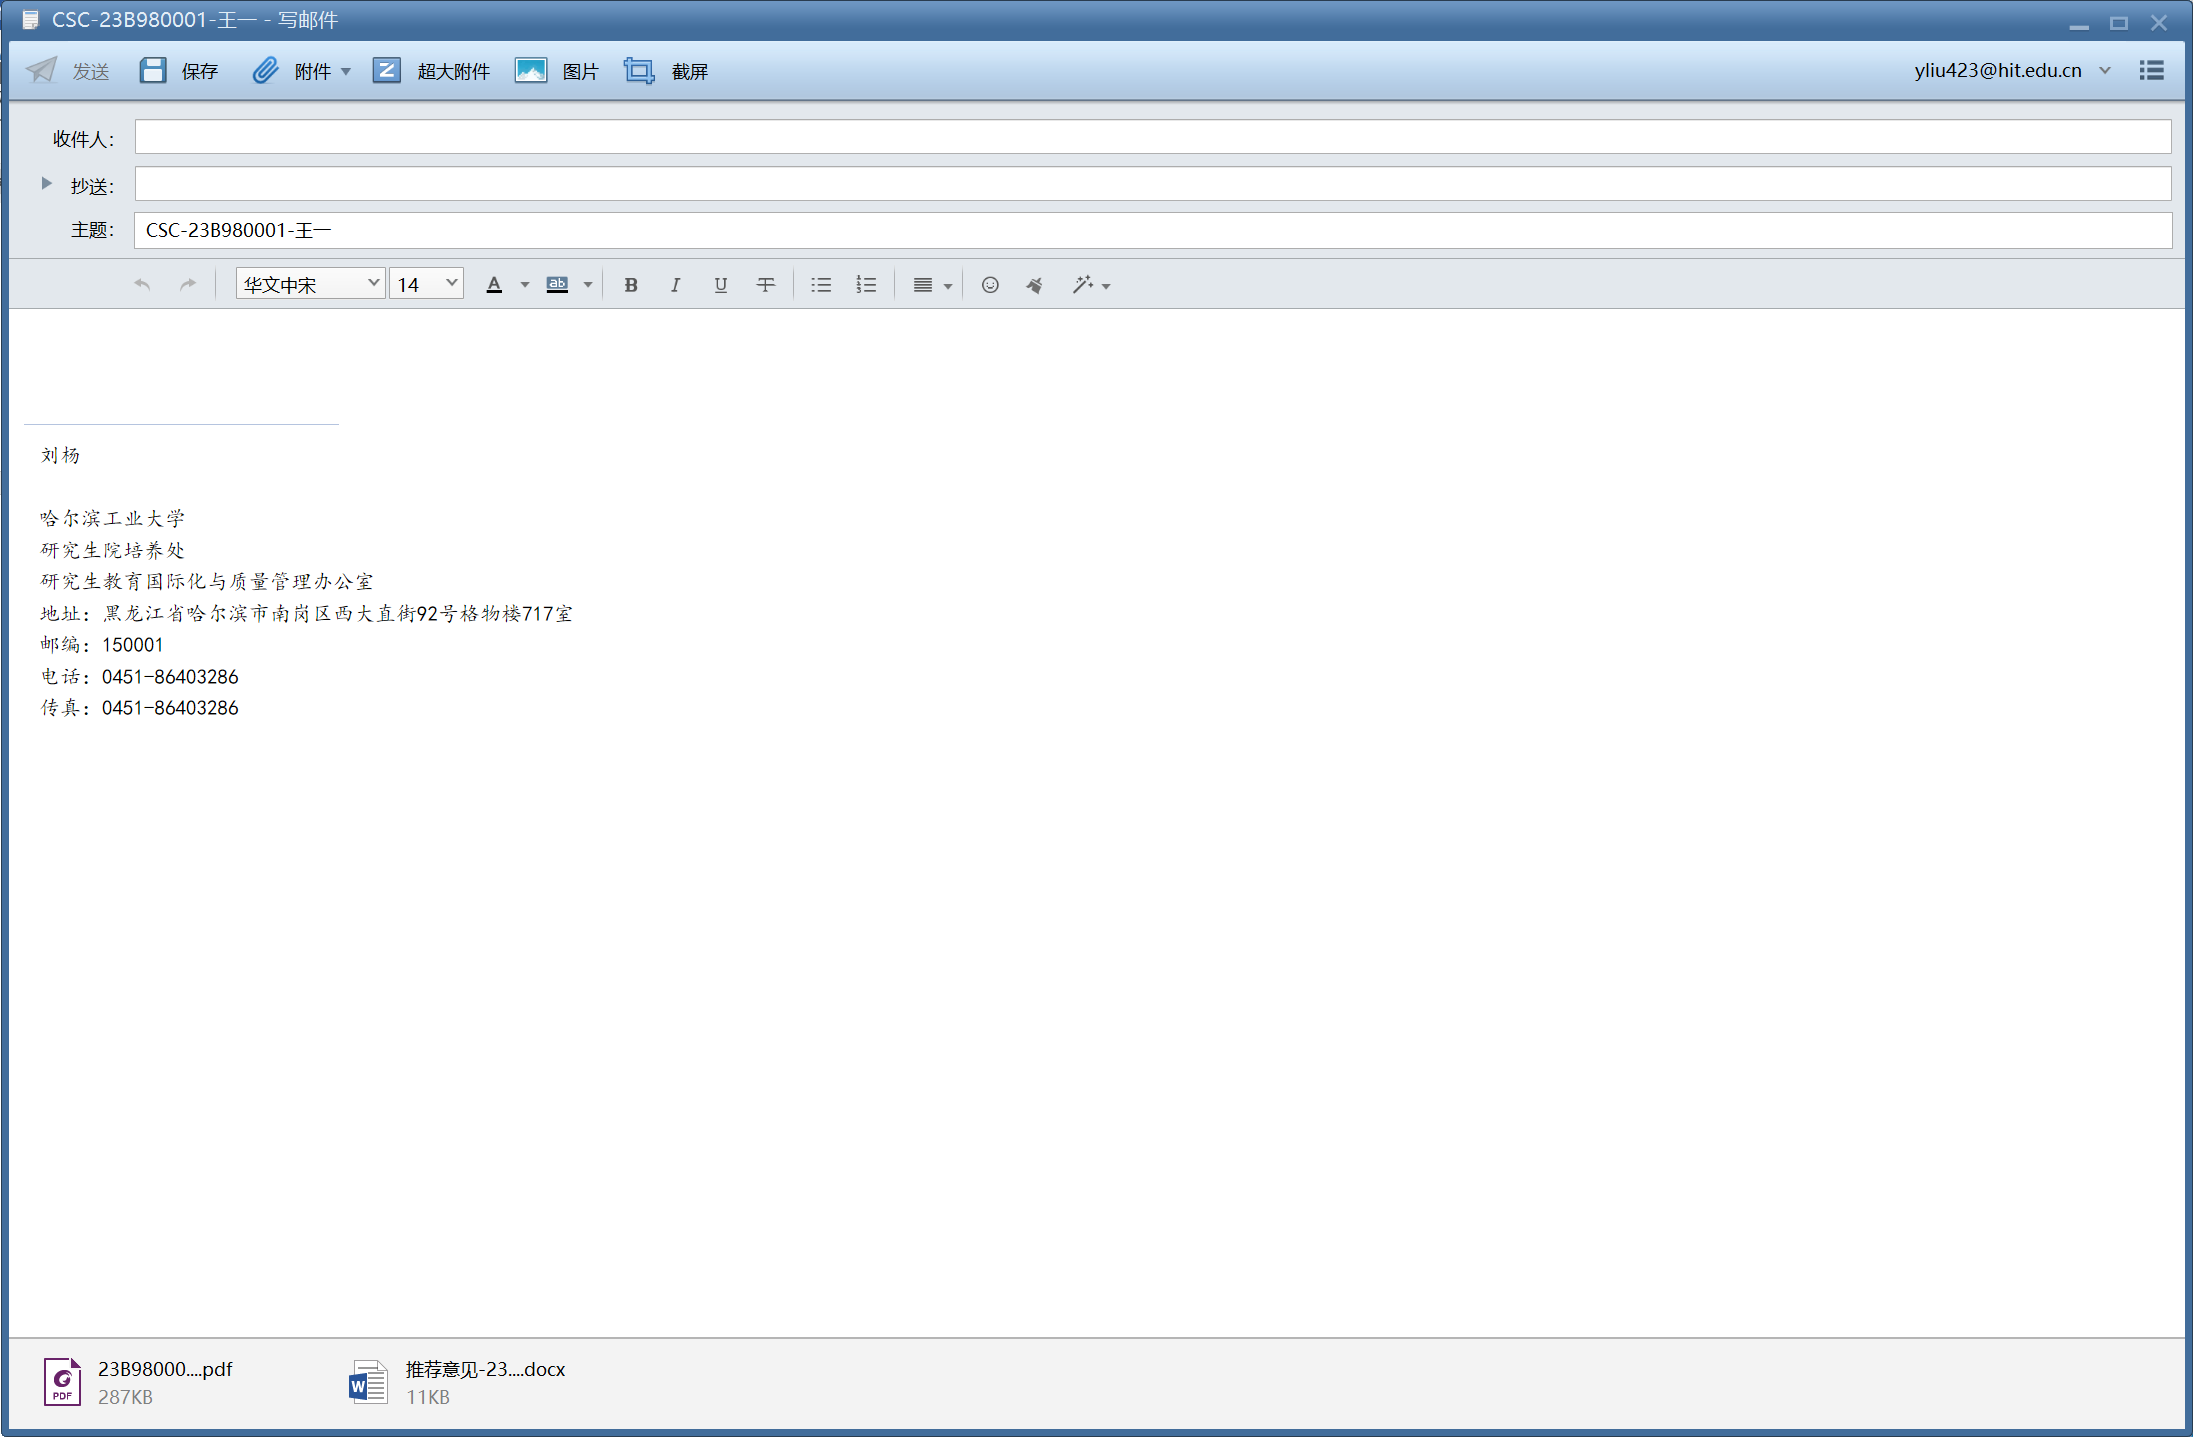 CSC-23B980001-王一 - 写邮件
发送 保存 附件 超大附件 图片 截屏 yliu423@hit.edu.cn
收件人：
抄送：
主题： CSC-23B980001-王一
华文中宋 14 A ab B I U T
刘杨
哈尔滨工业大学
研究生院培养处
研究生教育国际化与质量管理办公室
地址：黑龙江省哈尔滨市南岗区西大直街92号格物楼717室
邮编：150001
电话：0451-86403286
传真：0451-86403286
23B98000....pdf 推荐意见-23....docx
287KB 11KB